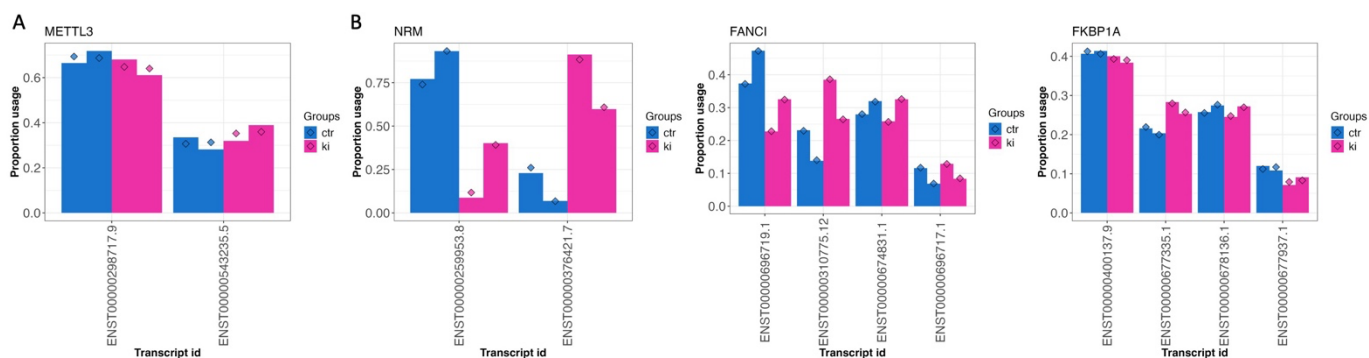 A
METTL3
Proportion usage
0.6
0.4
0.2
0.0
ENST00000298717.9
ENST00000543235.5
Transcript id
Groups
ctr
ki
B
NRM
Proportion usage
0.75
0.50
0.25
0.00
ENST00000259953.8
ENST00000376421.7
Transcript id
Groups
ctr
ki
FANCI
Proportion usage
0.4
0.3
0.2
0.1
0.0
ENST00000696719.1
ENST00000310775.12
ENST00000674831.1
ENST00000696717.1
Transcript id
Groups
ctr
ki
FKBP1A
Proportion usage
0.4
0.3
0.2
0.1
0.0
ENST00000400137.9
ENST00000677335.1
ENST00000678136.1
ENST00000677937.1
Transcript id
Groups
ctr
ki